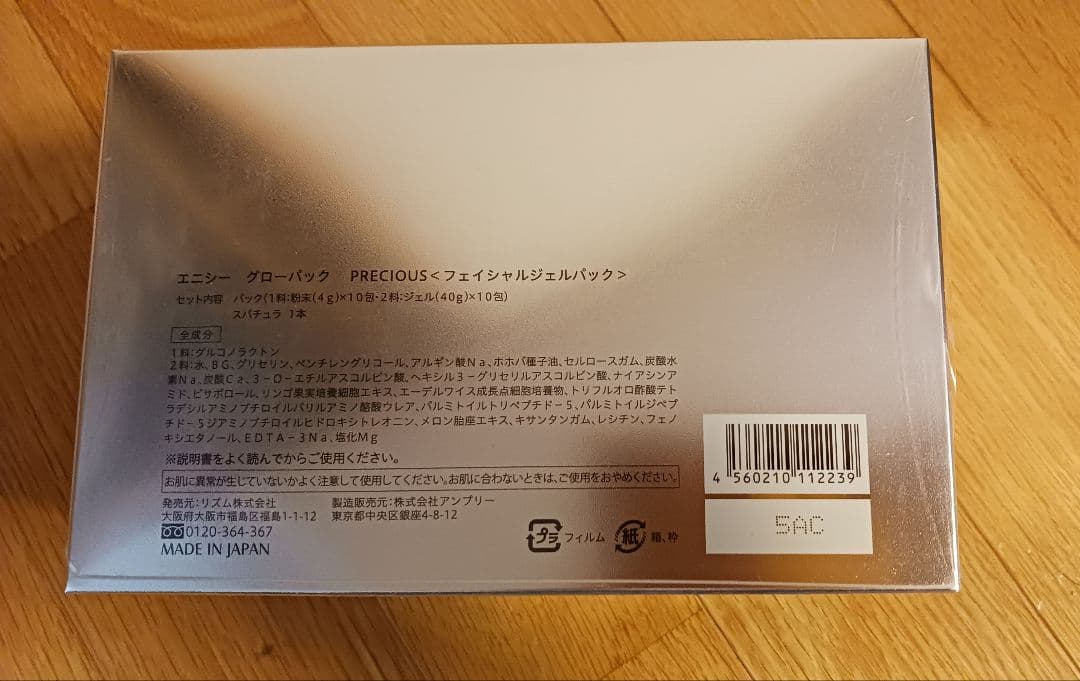 エニシー グローパック PRECIOUS<フェイシャルジェルパック>
セット内容 パック(1料:粉末(4g)×10包・2料:ジェル(40g)×10包)
スパチュラ 1本
全成分
1料:グルコノラクトン
2料:水、BG、グリセリン、ペンチレングリコール、アルギン酸Na、ホホバ種子油、セルロースガム、炭酸水
素Na、炭酸Ca、3-O-エチルアスコルビン酸、ヘキシル3-グリセリルアスコルビン酸、ナイアシンア
ミド、ビサボロール、リンゴ果実培養細胞エキス、エーデルワイス成長点細胞培養物、トリフルオロ酢酸テト
ラデシルアミノブチロイルバリルアミノ酪酸ウレア、パルミトイルトリペプチド-5、パルミトイルジペプ
チド-5ジアミノブチロイルヒドロキシトレオニン、メロン胎座エキス、キサンタンガム、レシチン、フェノ
キシエタノール、EDTA-3Na、塩化Mg
※説明書をよく読んでからご使用ください。
お肌に異常が生じていないかよく注意して使用してください。お肌に合わないときは、ご使用をおやめください。
発売元:リズム株式会社 製造販売元:株式会社アンプリー
大阪府大阪市福島区福島1-1-12 東京都中央区銀座4-8-12
0120-364-367
MADE IN JAPAN
プラ フィルム 紙 箱、枠
4 560210 112239
5AC